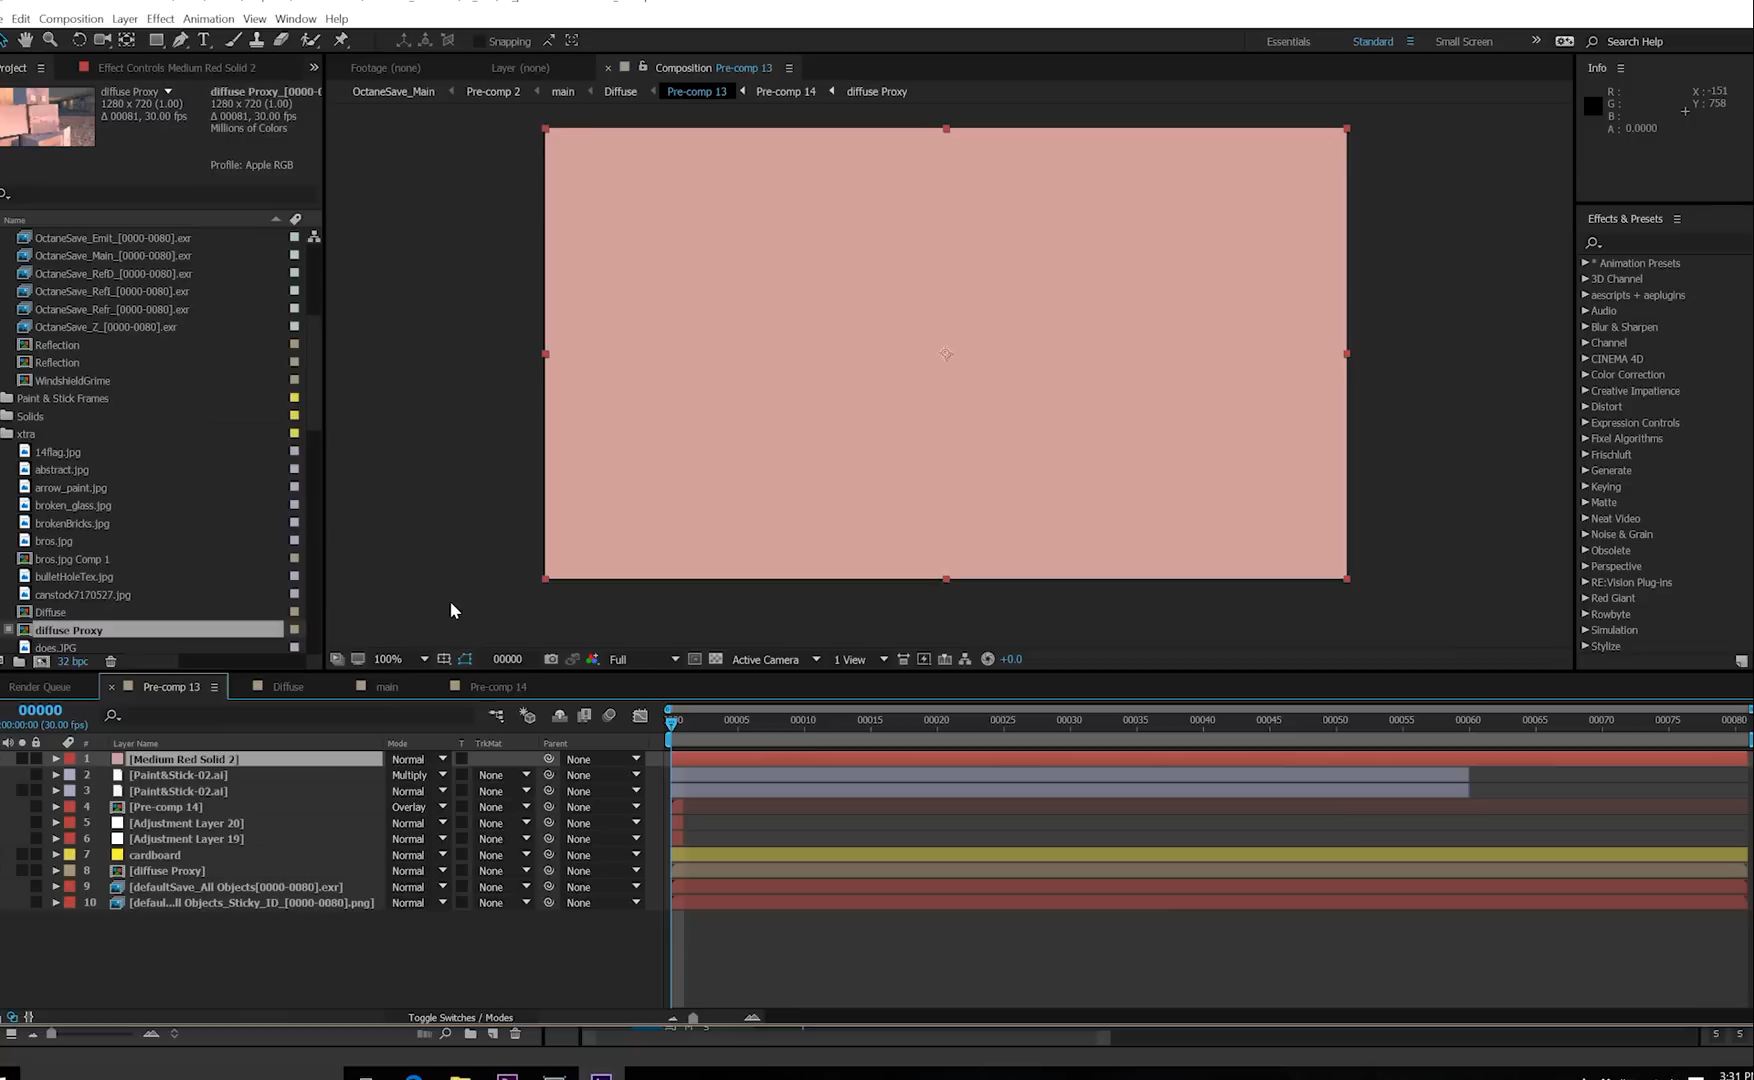 Edit Composition Layer Effect Animation View Window Help
Snapping
Essentials Standard Small Screen Search Help
Project Effect Controls Medium Red Solid 2
Footage (none) Layer (none) Composition Pre-comp 13
Info
diffuse Proxy
1280 x 720 (1.00)
Δ 00081, 30.00 fps
diffuse Proxy_[0000-0
1280 x 720 (1.00)
Δ 00081, 30.00 fps
Millions of Colors
Profile: Apple RGB
OctaneSave_Main Pre-comp 2 main Diffuse Pre-comp 13 Pre-comp 14 diffuse Proxy
R :
G :
B :
A : 0.0000
X : -151
Y : 758
Name
OctaneSave_Emit_[0000-0080].exr
OctaneSave_Main_[0000-0080].exr
OctaneSave_RefD_[0000-0080].exr
OctaneSave_RefI_[0000-0080].exr
OctaneSave_Refr_[0000-0080].exr
OctaneSave_Z_[0000-0080].exr
Reflection
Reflection
WindshieldGrime
Paint & Stick Frames
Solids
xtra
14flag.jpg
abstract.jpg
arrow_paint.jpg
broken_glass.jpg
brokenBricks.jpg
bros.jpg
bros.jpg Comp 1
bulletHoleTex.jpg
canstock7170527.jpg
Diffuse
diffuse Proxy
does.JPG
32 bpc
Effects & Presets
* Animation Presets
3D Channel
aescripts + aeplugins
Audio
Blur & Sharpen
Channel
CINEMA 4D
Color Correction
Creative Impatience
Distort
Expression Controls
Fixel Algorithms
Frischluft
Generate
Keying
Matte
Neat Video
Noise & Grain
Obsolete
Perspective
RE:Vision Plug-ins
Red Giant
Rowbyte
Simulation
Stylize
100% 00000 Full Active Camera 1 View +0.0
Render Queue Pre-comp 13 Diffuse main Pre-comp 14
00000
0:00:00:00 (30.00 fps)
00005 00010 00015 00020 00025 00030 00035 00040 00045 00050 00055 00060 00065 00070 00075 00080
# Layer Name Mode T TrkMat Parent
1 [Medium Red Solid 2] Normal None
2 [Paint&Stick-02.ai] Multiply None None
3 [Paint&Stick-02.ai] Normal None None
4 [Pre-comp 14] Overlay None None
5 [Adjustment Layer 20] Normal None None
6 [Adjustment Layer 19] Normal None None
7 cardboard Normal None None
8 [diffuse Proxy] Normal None None
9 [defaultSave_All Objects[0000-0080].exr] Normal None None
10 [defaul...ll Objects_Sticky_ID_[0000-0080].png] Normal None None
Toggle Switches / Modes
3:31 PM